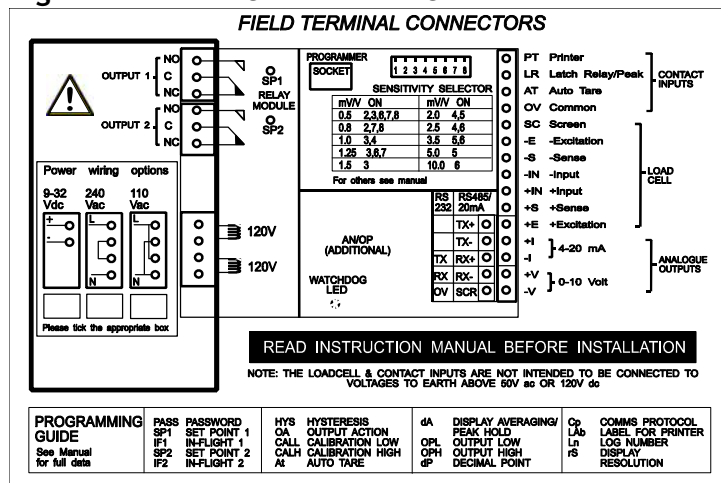 FIELD TERMINAL CONNECTORS
OUTPUT 1
NO
C
NC
OUTPUT 2
NO
C
NC
SP1
RELAY
MODULE
SP2
Power wiring options
9-32 Vdc
240 Vac
110 Vac
+
-
L
N
L
N
Please tick the appropriate box
120V
120V
PROGRAMMER
SOCKET
1 2 3 4 5 6 7 8
SENSITIVITY SELECTOR
mV/V ON mV/V ON
0.5 2,3,6,7,8 2.0 4,5
0.8 2,7,8 2.5 4,6
1.0 3,4 3.5 5,6
1.25 3,6,7 5.0 5
1.5 3 10.0 6
For others see manual
AN/OP
(ADDITIONAL)
WATCHDOG
LED
RS 232 RS485/ 20mA
TX+
TX-
TX RX+
RX RX-
OV SCR
PT Printer
LR Latch Relay/Peak
AT Auto Tare
OV Common
CONTACT
INPUTS
SC Screen
-E -Excitation
-S -Sense
-IN -Input
+IN +Input
+S +Sense
+E +Excitation
LOAD
CELL
+I
-I
4-20 mA
+V
-V
0-10 Volt
ANALOGUE
OUTPUTS
READ INSTRUCTION MANUAL BEFORE INSTALLATION
NOTE: THE LOADCELL & CONTACT INPUTS ARE NOT INTENDED TO BE CONNECTED TO
VOLTAGES TO EARTH ABOVE 50V ac OR 120V dc
PROGRAMMING
GUIDE
See Manual
for full data
PASS PASSWORD
SP1 SET POINT 1
IF1 IN-FLIGHT 1
SP2 SET POINT 2
IF2 IN-FLIGHT 2
HYS HYSTERESIS
OA OUTPUT ACTION
CALL CALIBRATION LOW
CALH CALIBRATION HIGH
At AUTO TARE
dA DISPLAY AVERAGING/
PEAK HOLD
OPL OUTPUT LOW
OPH OUTPUT HIGH
dP DECIMAL POINT
Cp COMMS PROTOCOL
LAb LABEL FOR PRINTER
Ln LOG NUMBER
rS DISPLAY
RESOLUTION